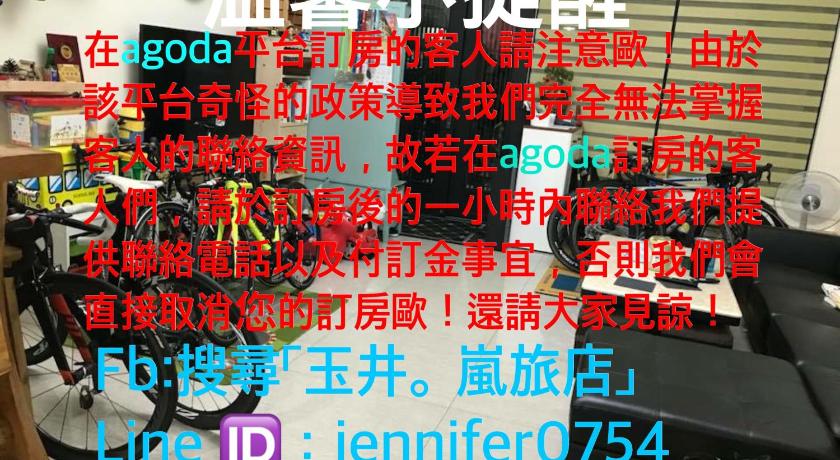 溫馨小提醒
在agoda平台訂房的客人請注意歐！由於
該平台奇怪的政策導致我們完全無法掌握
客人的聯絡資訊，故若在agoda訂房的客
人們，請於訂房後的一小時內聯絡我們提
供聯絡電話以及付訂金事宜，否則我們會
直接取消您的訂房歐！還請大家見諒！
Fb:搜尋「玉井。嵐旅店」
Line 🆔：jennifer0754